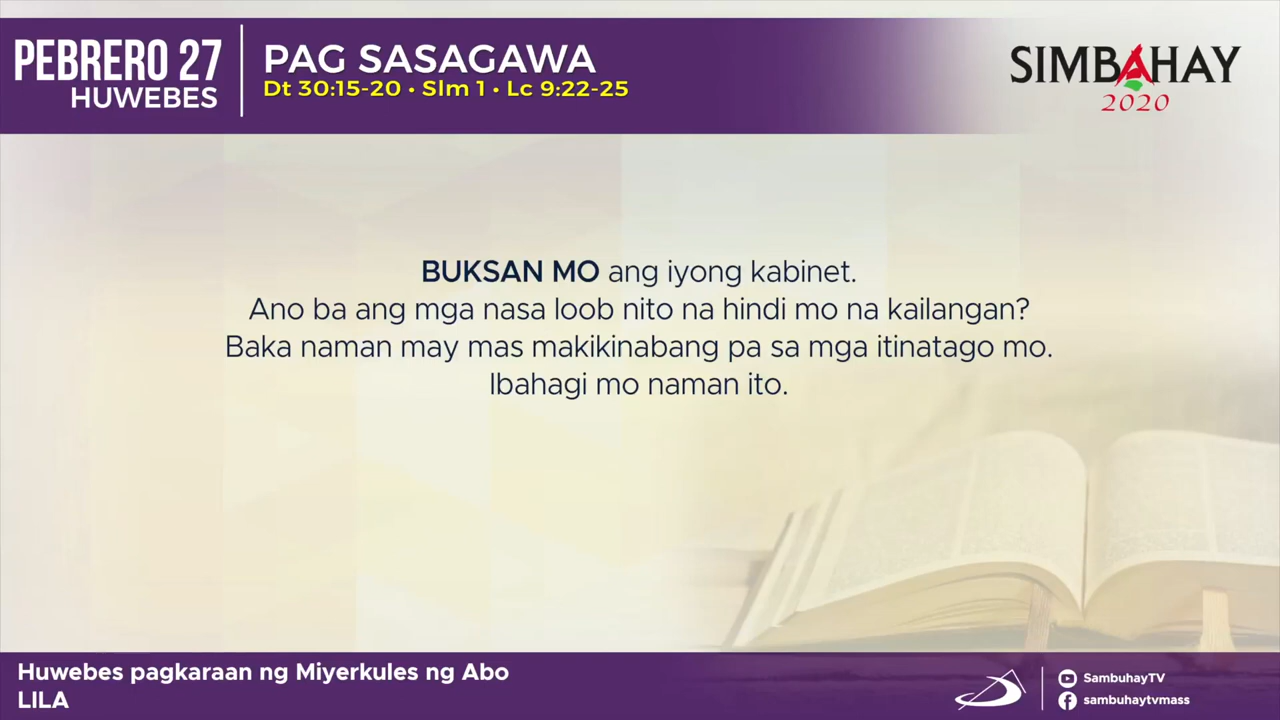 PEBRERO 27
HUWEBES
PAG SASAGAWA
Dt 30:15-20 • Slm 1 • Lc 9:22-25
SIMBAHAY
2020
BUKSAN MO ang iyong kabinet.
Ano ba ang mga nasa loob nito na hindi mo na kailangan?
Baka naman may mas makikinabang pa sa mga itinatago mo.
Ibahagi mo naman ito.
Huwebes pagkaraan ng Miyerkules ng Abo
LILA
SambuhayTV
sambuhaytvmass